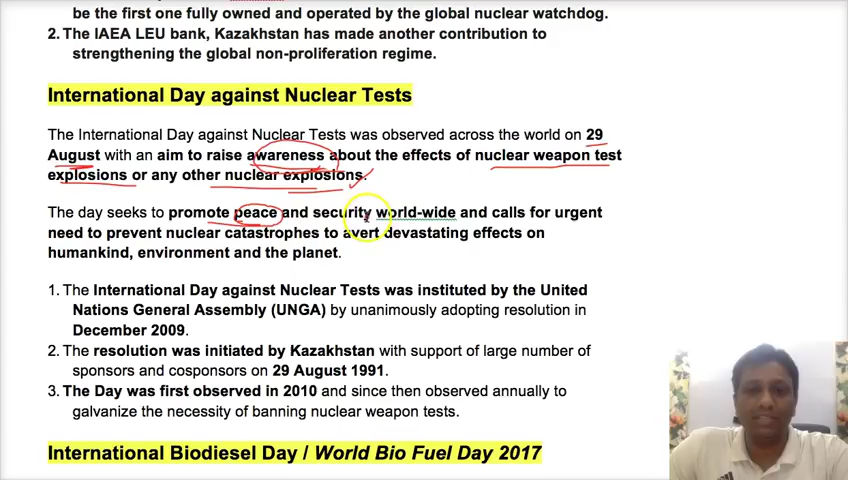 be the first one fully owned and operated by the global nuclear watchdog.
2. The IAEA LEU bank, Kazakhstan has made another contribution to
strengthening the global non-proliferation regime.
International Day against Nuclear Tests
The International Day against Nuclear Tests was observed across the world on 29
August with an aim to raise awareness about the effects of nuclear weapon test
explosions or any other nuclear explosions.
The day seeks to promote peace and security world-wide and calls for urgent
need to prevent nuclear catastrophes to avert devastating effects on
humankind, environment and the planet.
1. The International Day against Nuclear Tests was instituted by the United
Nations General Assembly (UNGA) by unanimously adopting resolution in
December 2009.
2. The resolution was initiated by Kazakhstan with support of large number of
sponsors and cosponsors on 29 August 1991.
3. The Day was first observed in 2010 and since then observed annually to
galvanize the necessity of banning nuclear weapon tests.
International Biodiesel Day / World Bio Fuel Day 2017